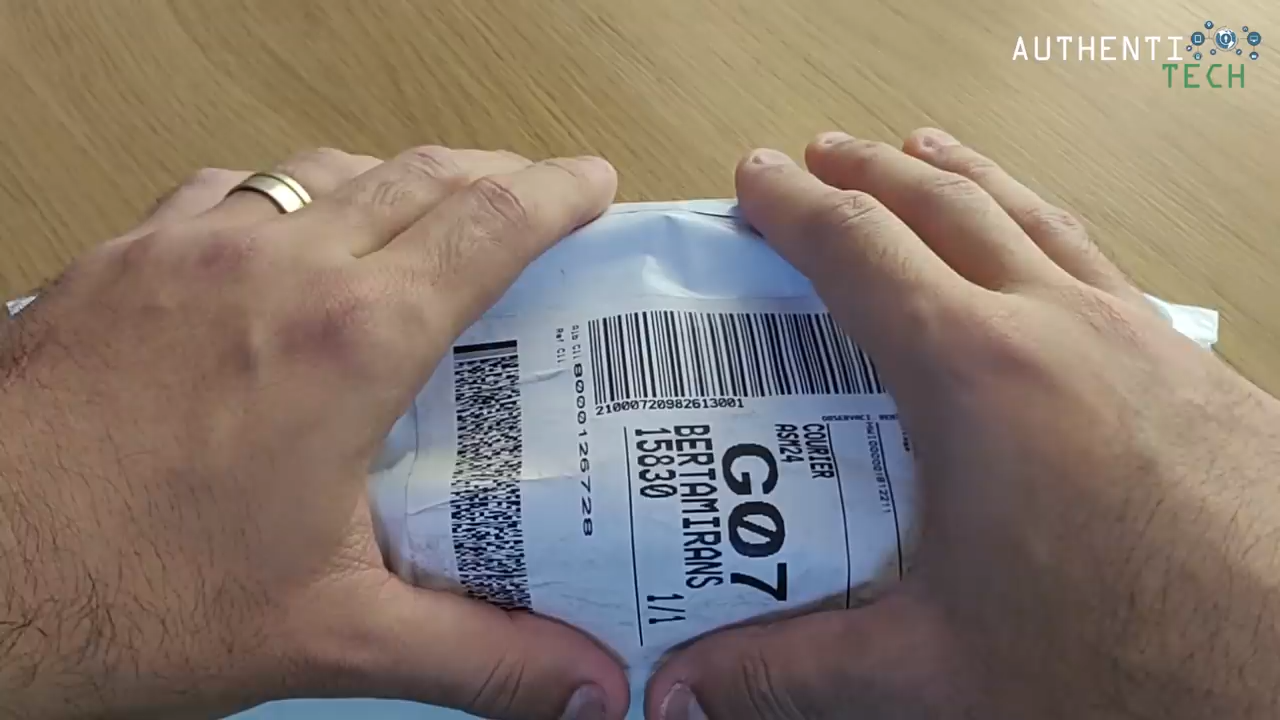 AUTHENTI
TECH
21000720982613001
COURIER
ASM24
G07
BERTAMIRANS
15830
1/1
8000126728